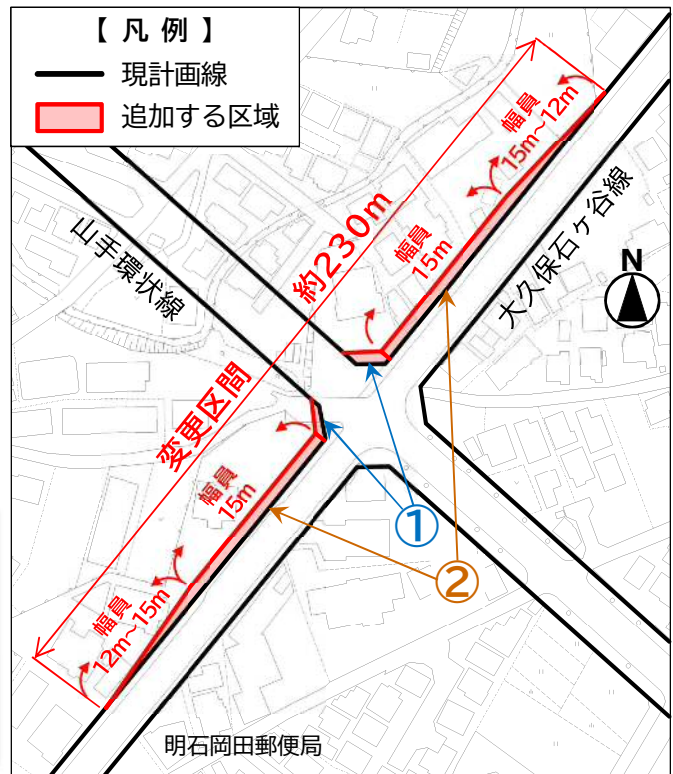 【 凡 例 】
現計画線
追加する区域
幅員
15m~12m
約230m
幅員
15m
山手環状線
大久保石ヶ谷線
N
変更区間
幅員
15m
①
②
幅員
12m~15m
明石岡田郵便局